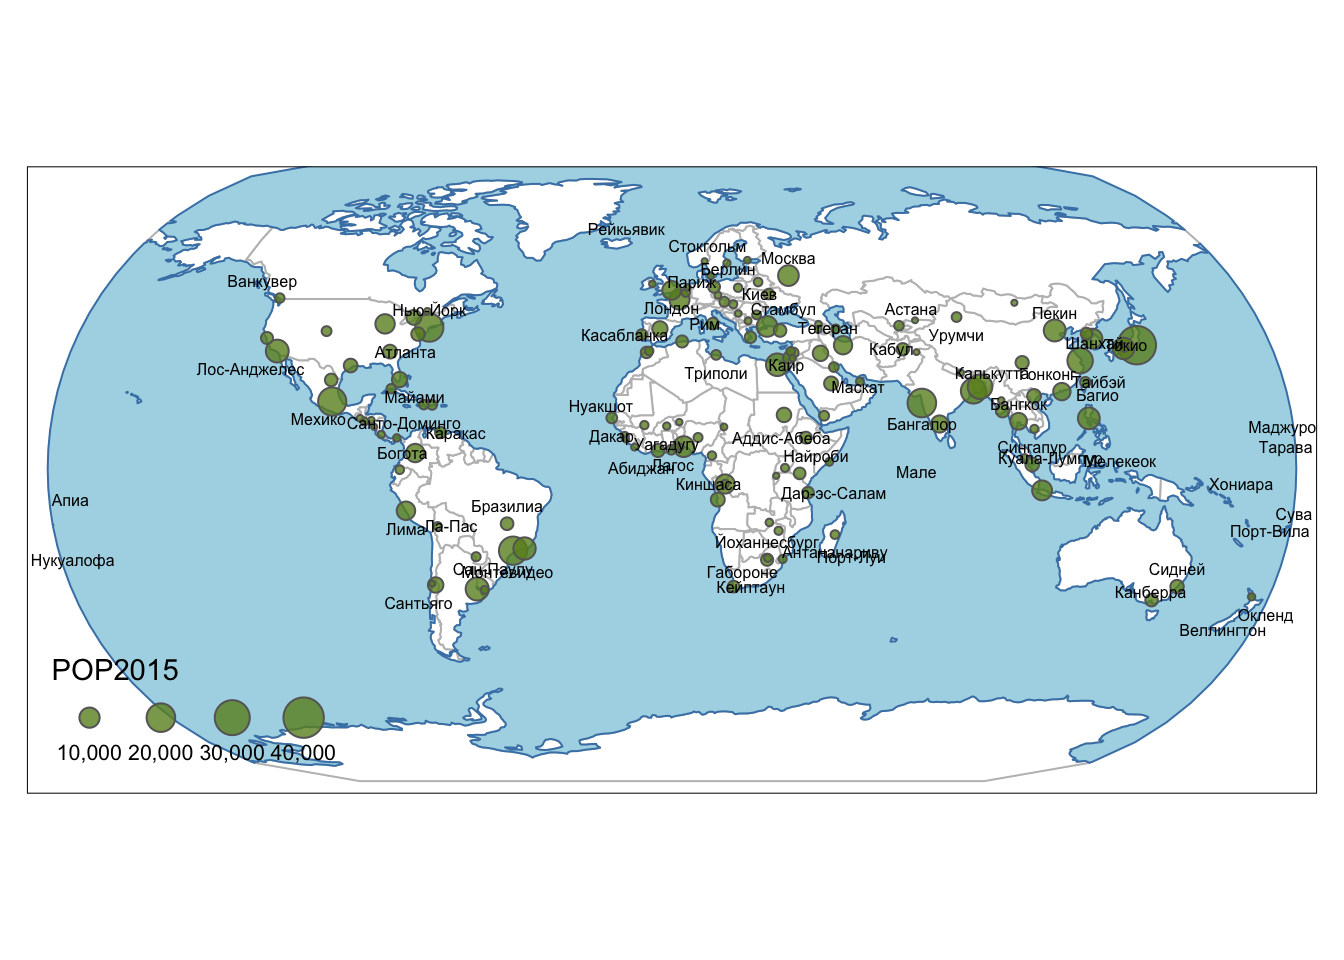 Рейкьявик
Стокгольм
Москва
Берлин
Ванкувер
Париж
Киев
Нью-Йорк
Лондон
Стамбул
Астана
Пекин
Рим
Тегеран
Касабланка
Урумчи
Атланта
Кабул
Шанхай
Токио
Лос-Анджелес
Триполи
Каир
Калькутта
Гонконг
Тайбэй
Маскат
Майами
Багио
Нуакшот
Бангкок
Мехико
Санто-Доминго
Бангалор
Маджуро
Каракас
Дакар
Уагадугу
Аддис-Абеба
Сингапур
Тарава
Богота
Найроби
Куала-Лумпур
Мелекеок
Абиджан
Лагос
Мале
Киншаса
Хониара
Дар-эс-Салам
Апиа
Бразилиа
Сува
Лима
Ла-Пас
Порт-Вила
Йоханнесбург
Антананариву
Порт-Луи
Нукуалофа
Сан-Паулу
Монтевидео
Габороне
Сидней
Кейптаун
Канберра
Сантьяго
Окленд
Веллингтон
POP2015
10,000 20,000 30,000 40,000